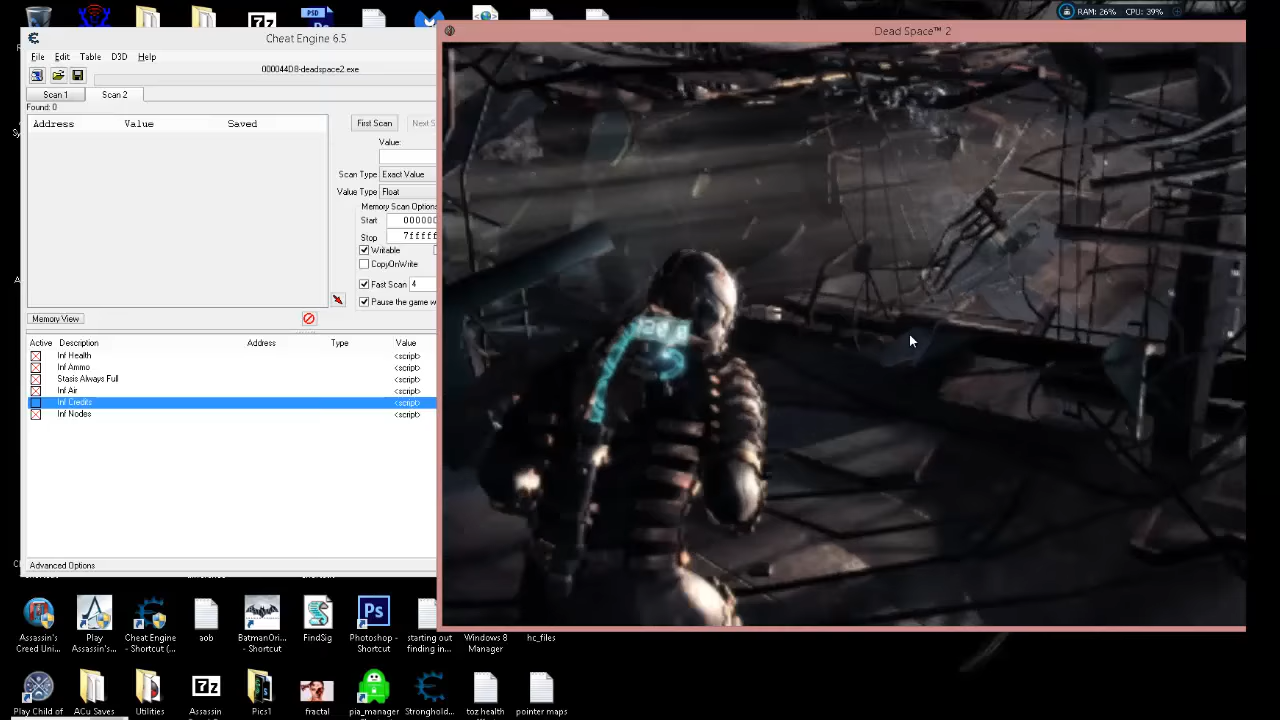 RAM: 26% CPU: 39%
Cheat Engine 6.5
Dead Space™ 2
File Edit Table D3D Help
000044D8-deadspace2.exe
Scan 1 Scan 2
Found: 0
Address Value Saved
First Scan Next S
Value:
Scan Type Exact Value
Value Type Float
Memory Scan Options
Start 000000
Stop 7fffff
Writable
CopyOnWrite
Fast Scan 4
Pause the game w
Memory View
Active Description Address Type Value
Inf Health <script>
Inf Ammo <script>
Stasis Always Full <script>
Inf Air <script>
Inf Credits <script>
Inf Nodes <script>
Advanced Options
Assassin's Creed Uni...
Play Assassin's...
Cheat Engine - Shortcut (...
aob
BatmanOri... - Shortcut
FindSig
Photoshop - Shortcut
starting out finding in...
Windows 8 Manager
hc_files
Play Child of
ACu Saves
Utilities
Assassin
Pics1
fractal
pia_manager
Stronghold...
toz health
pointer maps